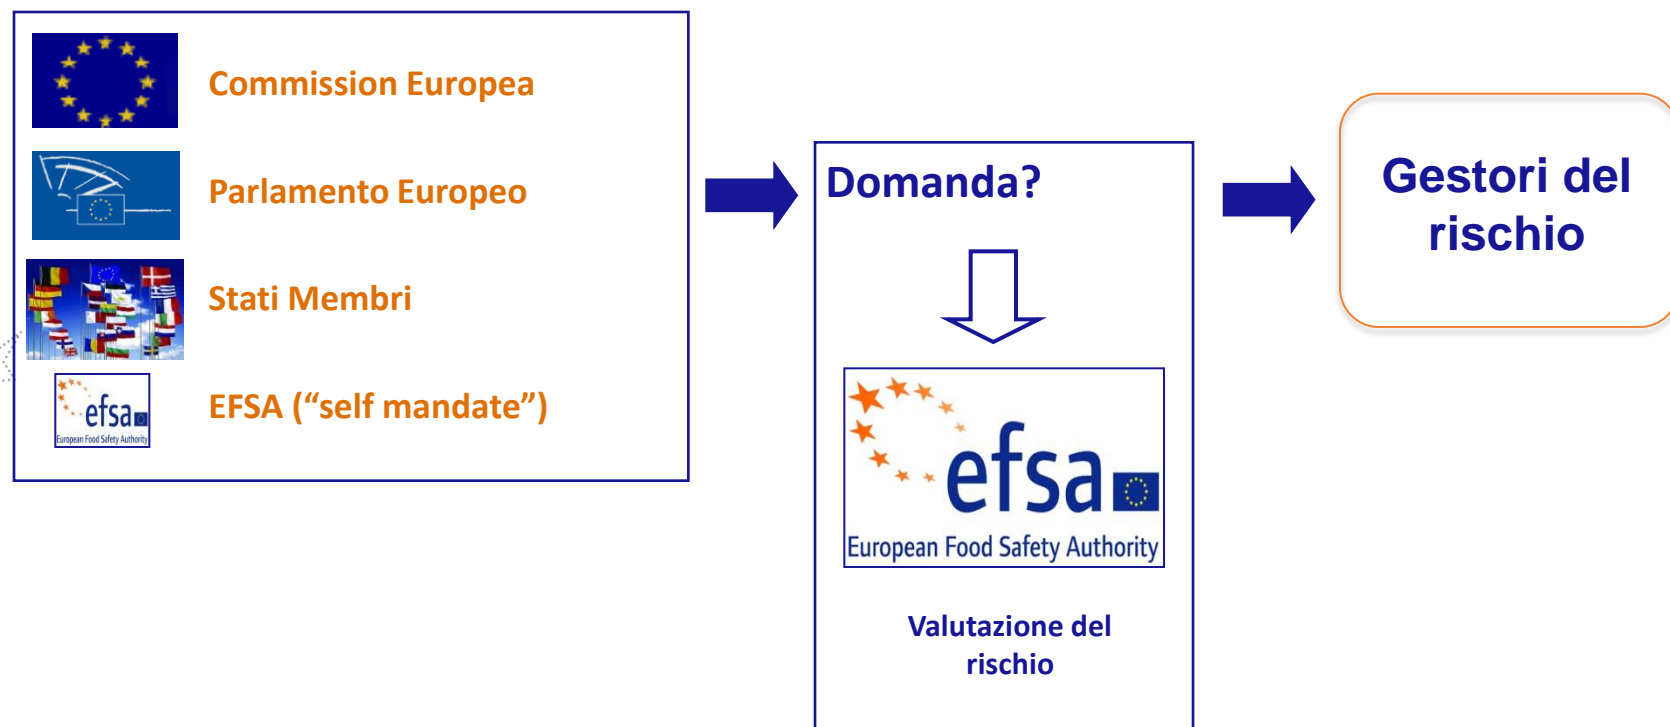 Commission Europea
Parlamento Europeo
Stati Membri
efsa
European Food Safety Authority
EFSA (“self mandate”)
Domanda?
efsa
European Food Safety Authority
Valutazione del
rischio
Gestori del
rischio